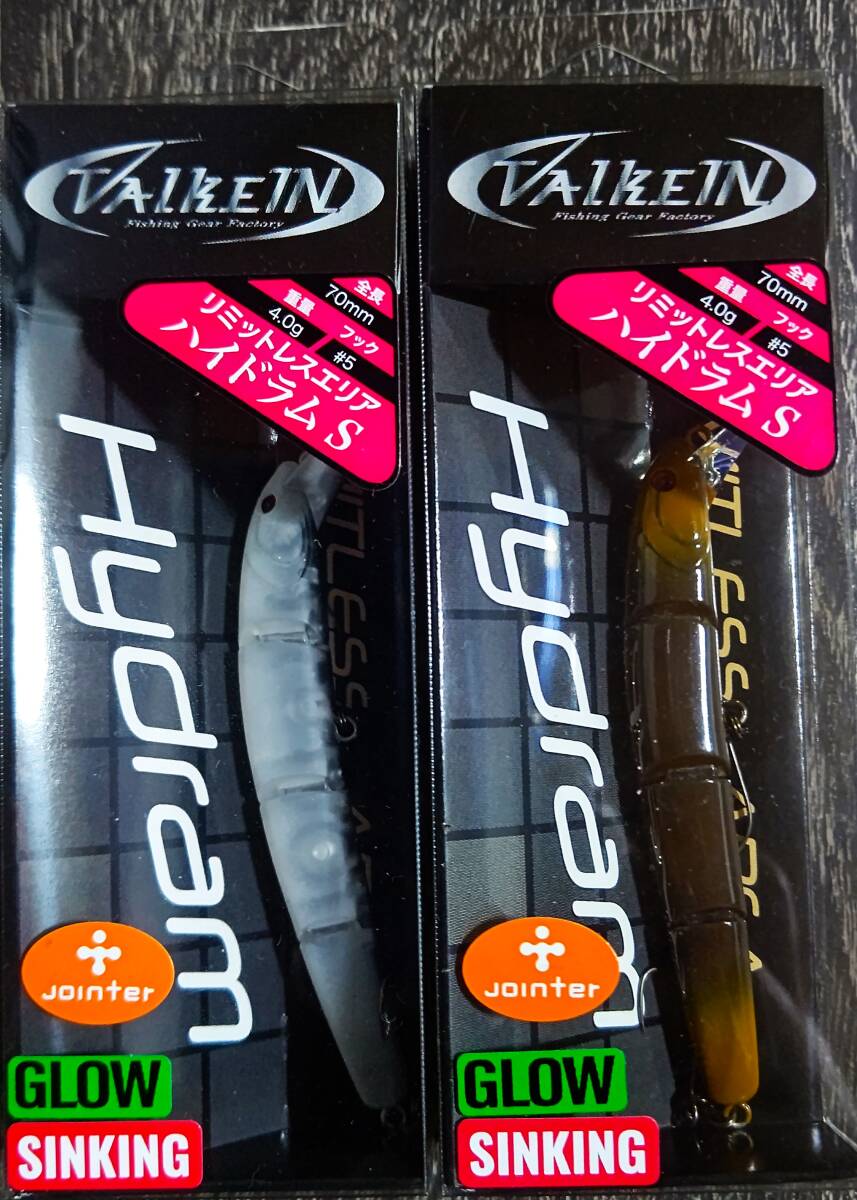 ValkeIN
Fishing Gear Factory
全長
70mm
重量
4.0g
フック
#5
リミットレスエリア
ハイドラム S
Hydram
Jointer
GLOW
SINKING
ValkeIN
Fishing Gear Factory
全長
70mm
重量
4.0g
フック
#5
リミットレスエリア
ハイドラム S
Hydram
Jointer
GLOW
SINKING